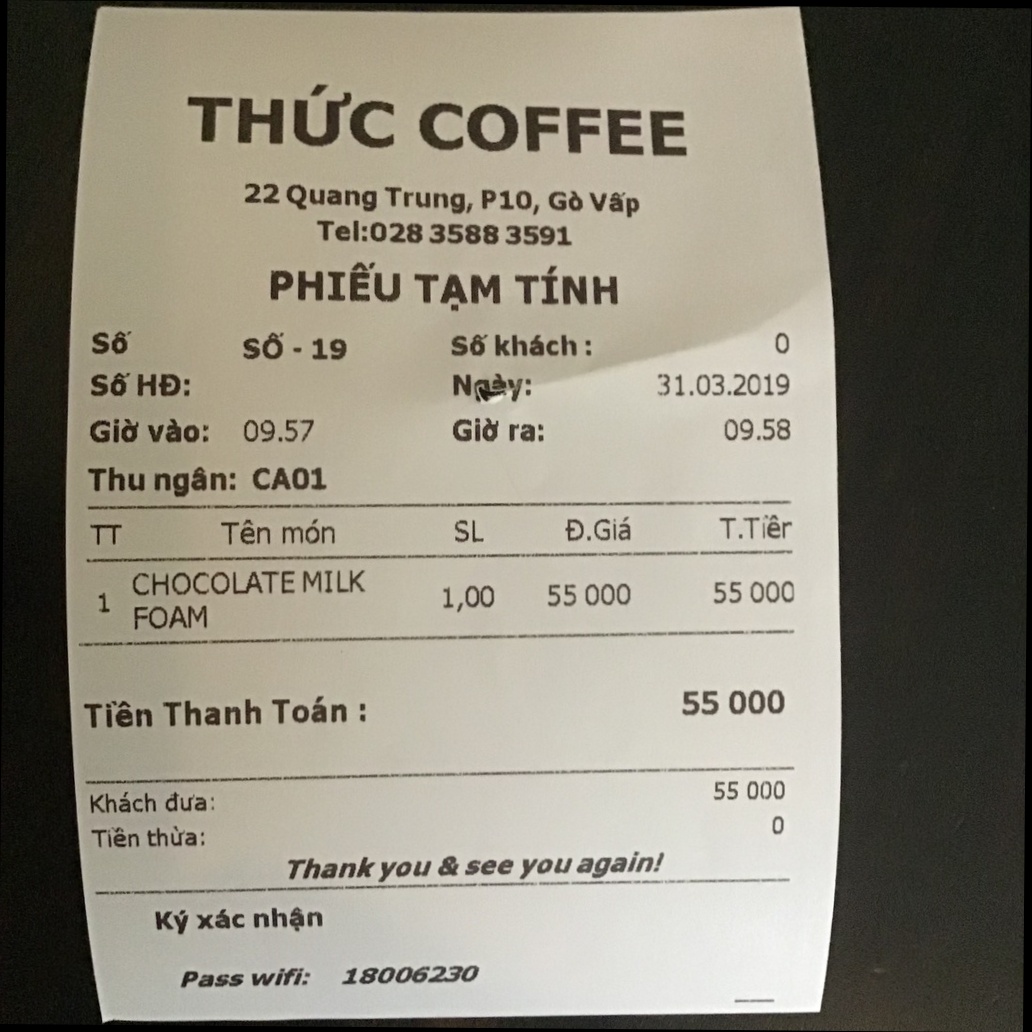 THỨC COFFEE
22 Quang Trung, P10, Gò Vấp
Tel:028 3588 3591
PHIẾU TẠM TÍNH
Số SỐ - 19 Số khách : 0
Số HĐ: Ngày: 31.03.2019
Giờ vào: 09.57 Giờ ra: 09.58
Thu ngân: CA01
TT Tên món SL Đ.Giá T.Tiền
1 CHOCOLATE MILK FOAM 1,00 55 000 55 000
Tiền Thanh Toán : 55 000
Khách đưa: 55 000
Tiền thừa: 0
Thank you & see you again!
Ký xác nhận
Pass wifi: 18006230